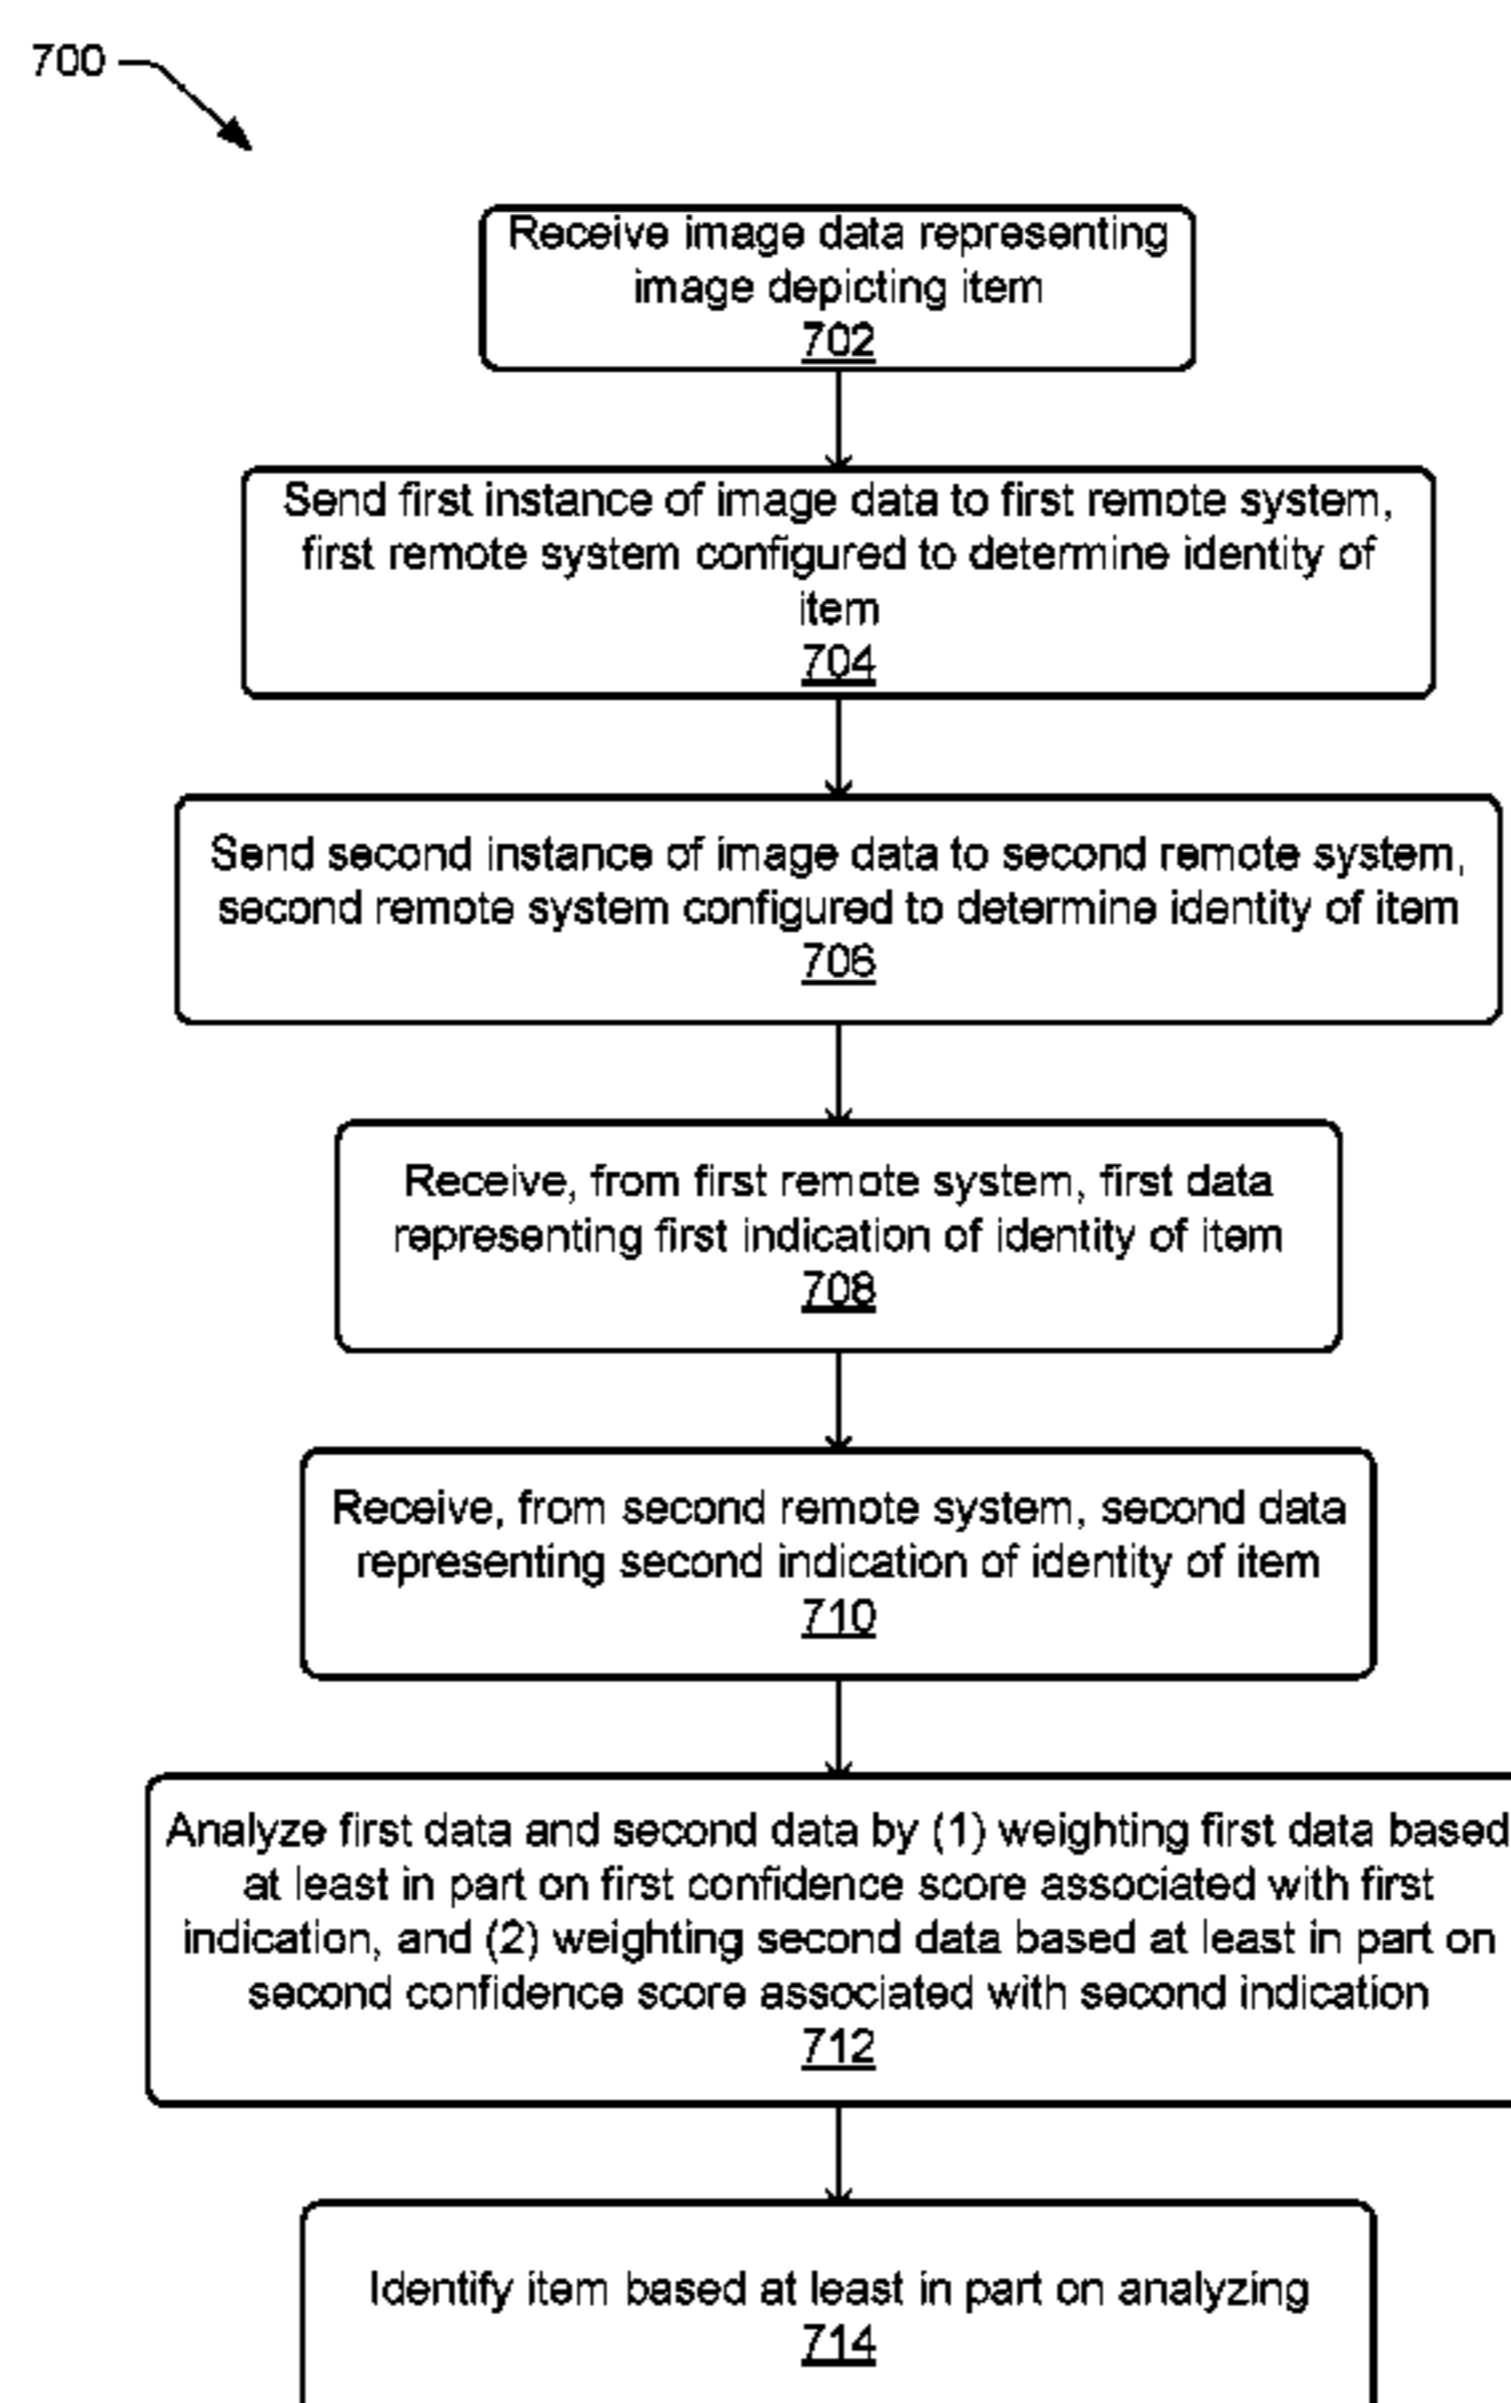 700
Receive image data representing
image depicting item
702
Send first instance of image data to first remote system,
first remote system configured to determine identity of
item
704
Send second instance of image data to second remote system,
second remote system configured to determine identity of item
706
Receive, from first remote system, first data
representing first indication of identity of item
708
Receive, from second remote system, second data
representing second indication of identity of item
710
Analyze first data and second data by (1) weighting first data based
at least in part on first confidence score associated with first
indication, and (2) weighting second data based at least in part on
second confidence score associated with second indication
712
Identify item based at least in part on analyzing
714